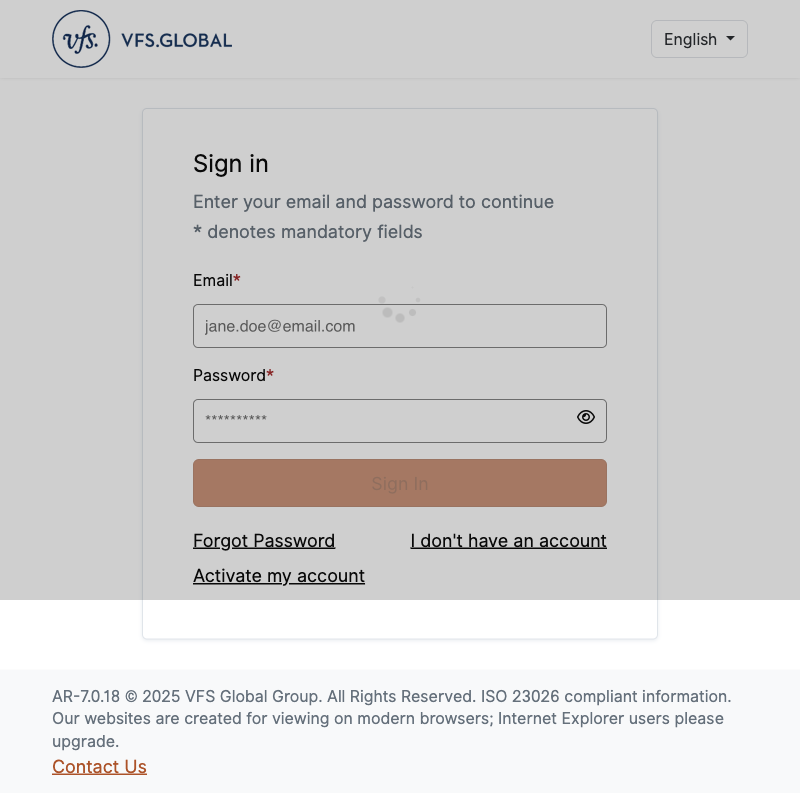 vfs. VFS.GLOBAL
English
Sign in
Enter your email and password to continue
* denotes mandatory fields
Email*
jane.doe@email.com
Password*
**********
Sign In
Forgot Password I don't have an account
Activate my account
AR-7.0.18 © 2025 VFS Global Group. All Rights Reserved. ISO 23026 compliant information.
Our websites are created for viewing on modern browsers; Internet Explorer users please
upgrade.
Contact Us